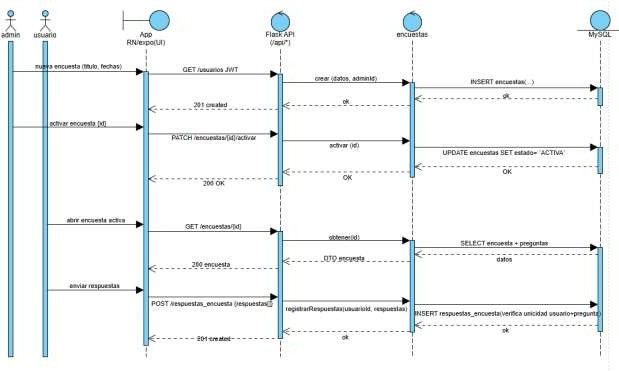 admin
usuario
App
RN/expo(UI)
Flask API
(/api/*)
encuestas
MySQL
nueva encuesta (titulo, fechas)
GET /usuarios JWT
crear (datos, adminId)
INSERT encuestas(...)
ok
ok
201 created
activar encuesta [id]
PATCH /encuestas/[id]/activar
activar (id)
UPDATE encuestas SET estado= 'ACTIVA'
OK
OK
200 OK
abrir encuesta activa
GET /encuestas/[id]
obtener(id)
SELECT encuesta + preguntas
datos
DTO encuesta
200 encuesta
enviar respuestas
POST /respuestas_encuesta {respuestas[]}
registrarRespuestas(usuarioId, respuestas)
INSERT respuestas_encuesta(verifica unicidad usuario+pregunta)
ok
ok
201 created